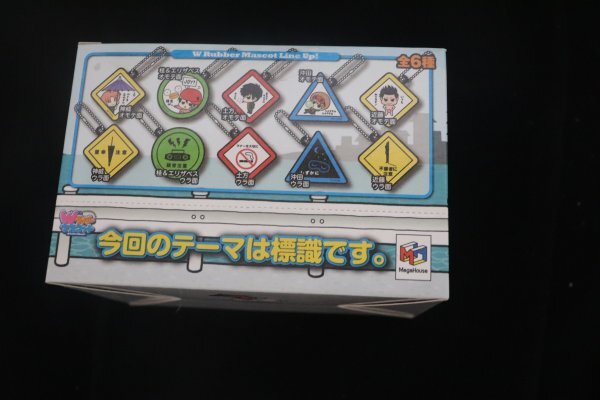 W Rubber Mascot Line Up!
全6種
神威
オモテ面
桂&エリザベス
オモテ面
土方
オモテ面
沖田
オモテ面
近藤
オモテ面
神威
ウラ面
桂&エリザベス
ウラ面
土方
ウラ面
沖田
ウラ面
近藤
ウラ面
今回のテーマは標識です。
MegaHouse